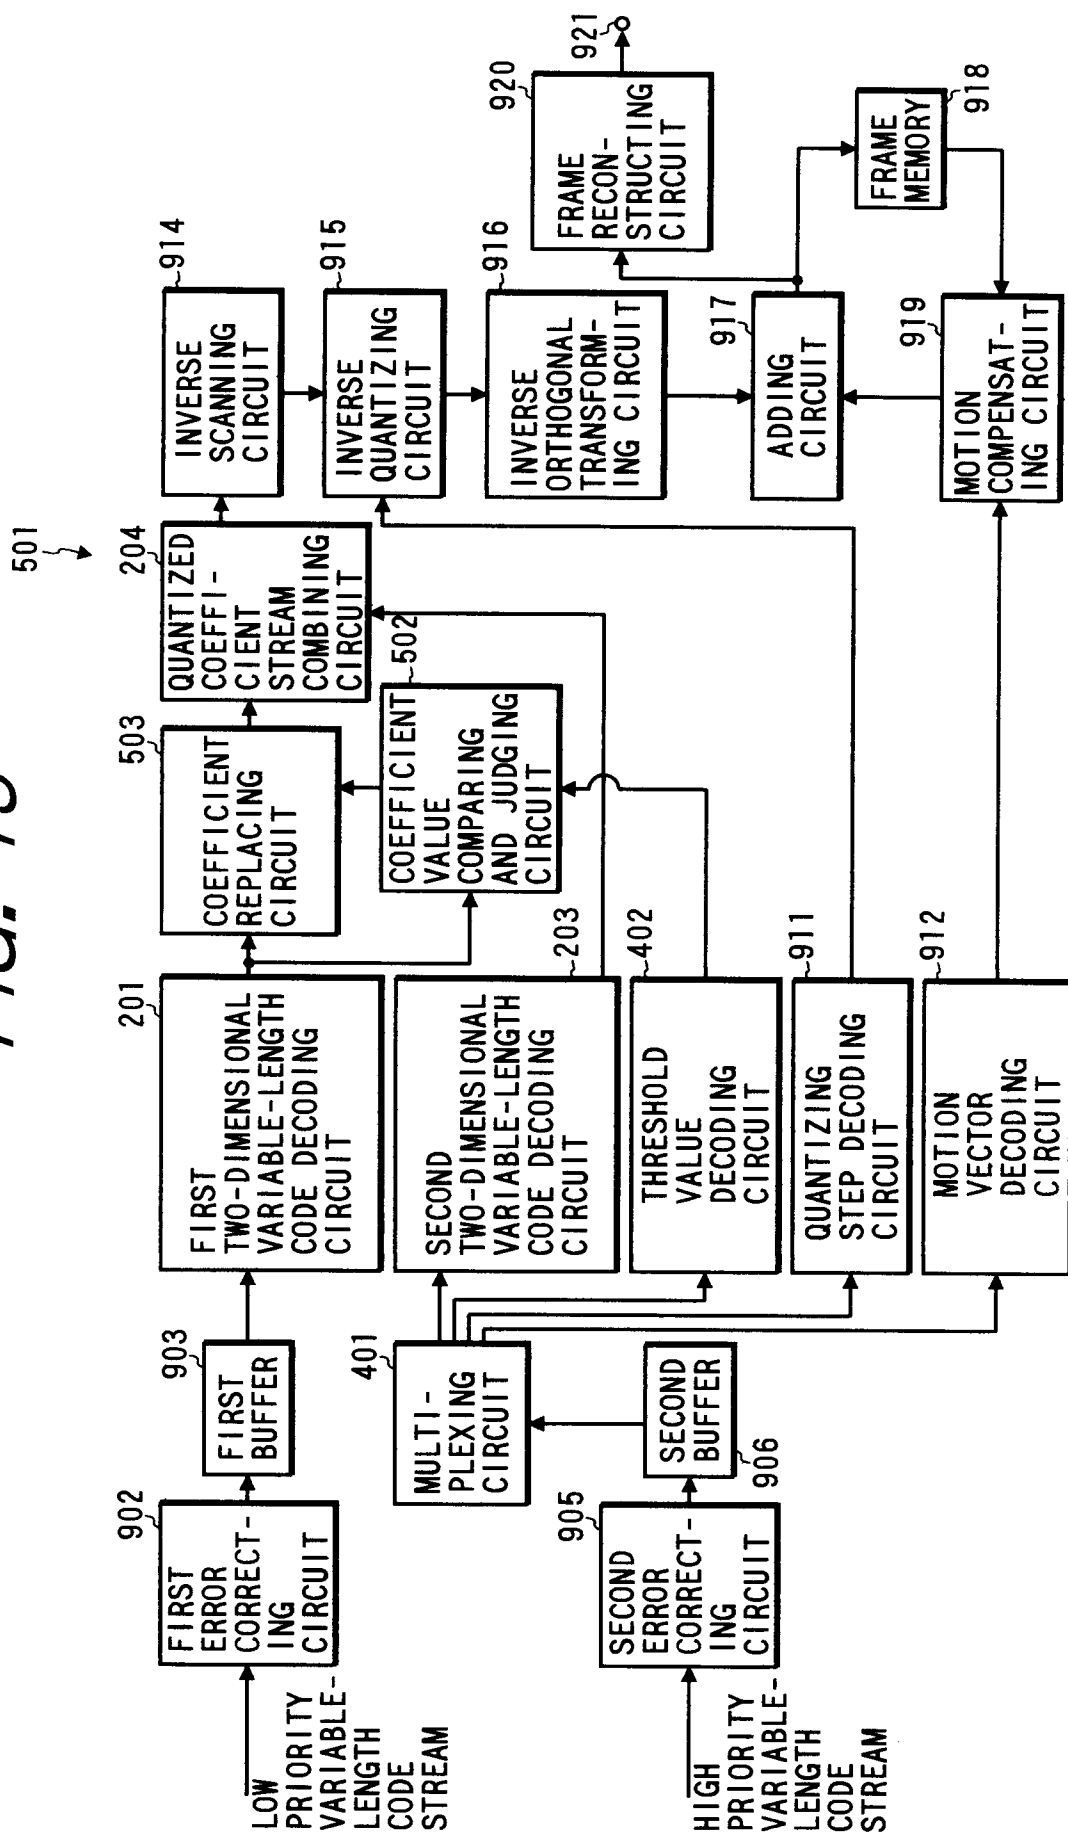 501
LOW
PRIORITY
VARIABLE-
LENGTH
CODE
STREAM
902
FIRST
ERROR
CORRECT-
ING
CIRCUIT
903
FIRST
BUFFER
201
FIRST
TWO-DIMENSIONAL
VARIABLE-LENGTH
CODE DECODING
CIRCUIT
503
COEFFICIENT
REPLACING
CIRCUIT
204
QUANTIZED
COEFFI-
CIENT
STREAM
COMBINING
CIRCUIT
914
INVERSE
SCANNING
CIRCUIT
HIGH
PRIORITY
VARIABLE-
LENGTH
CODE
STREAM
905
SECOND
ERROR
CORRECT-
ING
CIRCUIT
SECOND
BUFFER
906
401
MULTI-
PLEXING
CIRCUIT
SECOND
TWO-DIMENSIONAL
VARIABLE-LENGTH
CODE DECODING
CIRCUIT
203
COEFFICIENT
VALUE
COMPARING
AND JUDGING
CIRCUIT
502
THRESHOLD
VALUE
DECODING
CIRCUIT
402
QUANTIZING
STEP DECODING
CIRCUIT
911
MOTION
VECTOR
DECODING
CIRCUIT
912
915
INVERSE
QUANTIZING
CIRCUIT
916
INVERSE
ORTHOGONAL
TRANSFORM-
ING CIRCUIT
917
ADDING
CIRCUIT
919
MOTION
COMPENSAT-
ING CIRCUIT
FRAME
MEMORY
918
920
FRAME
RECON-
STRUCTING
CIRCUIT
921